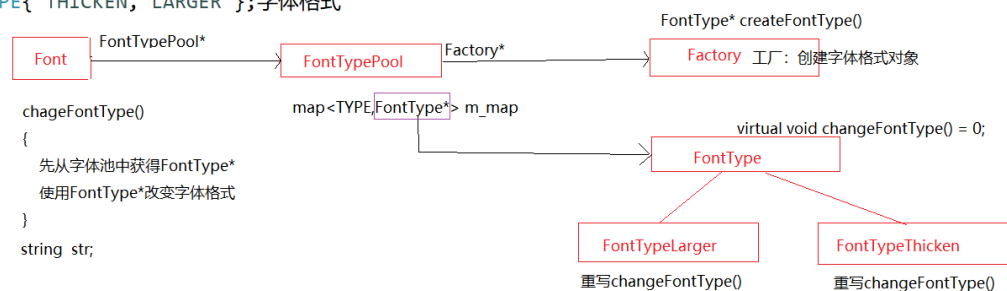 PE{ THICKEN, LARGER };字体格式
FontType* createFontType()
Font
FontTypePool*
FontTypePool
Factory*
Factory 工厂：创建字体格式对象
chageFontType()
{
先从字体池中获得FontType*
使用FontType*改变字体格式
}
string str;
map<TYPE,FontType*> m_map
virtual void changeFontType() = 0;
FontType
FontTypeLarger
FontTypeThicken
重写changeFontType()
重写changeFontType()